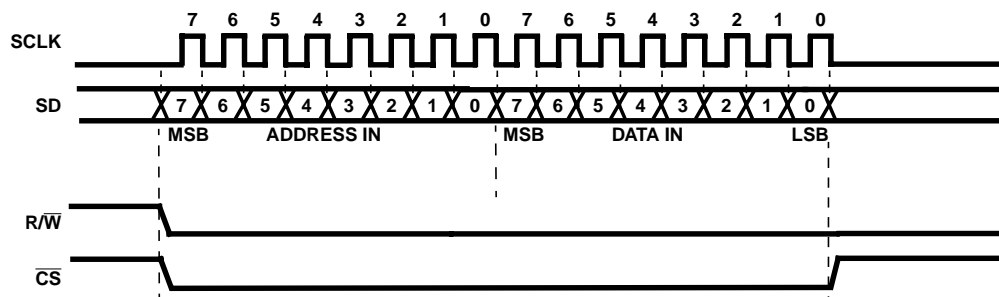 7 6 5 4 3 2 1 0 7 6 5 4 3 2 1 0
SCLK
SD 7 6 5 4 3 2 1 0 7 6 5 4 3 2 1 0
MSB ADDRESS IN MSB DATA IN LSB
R/W̅
C̅S̅